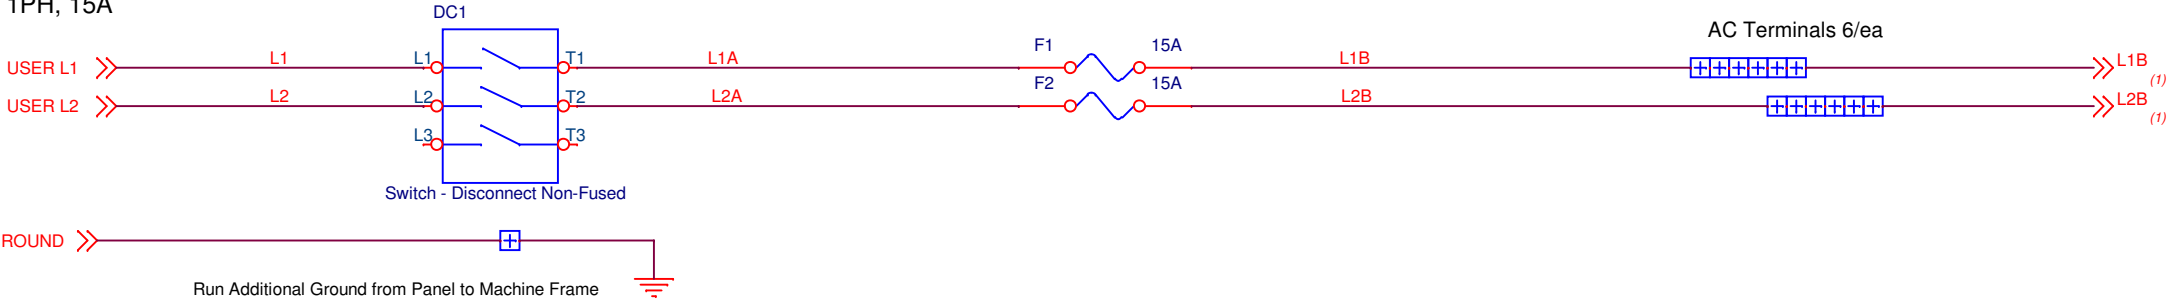 1PH, 15A
DC1
AC Terminals 6/ea
USER L1
L1
L1
T1
L1A
F1
15A
L1B
L1B
(1)
USER L2
L2
L2
T2
L2A
F2
15A
L2B
L2B
(1)
L3
T3
Switch - Disconnect Non-Fused
ROUND
Run Additional Ground from Panel to Machine Frame